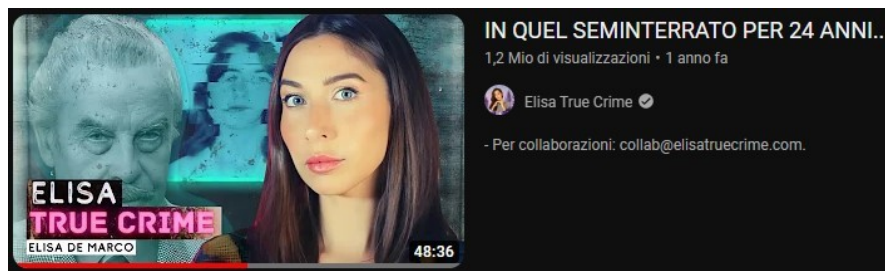 ELISA
TRUE CRIME
ELISA DE MARCO
48:36
IN QUEL SEMINTERRATO PER 24 ANNI..
1,2 Mio di visualizzazioni • 1 anno fa
Elisa True Crime
- Per collaborazioni: collab@elisatruecrime.com.